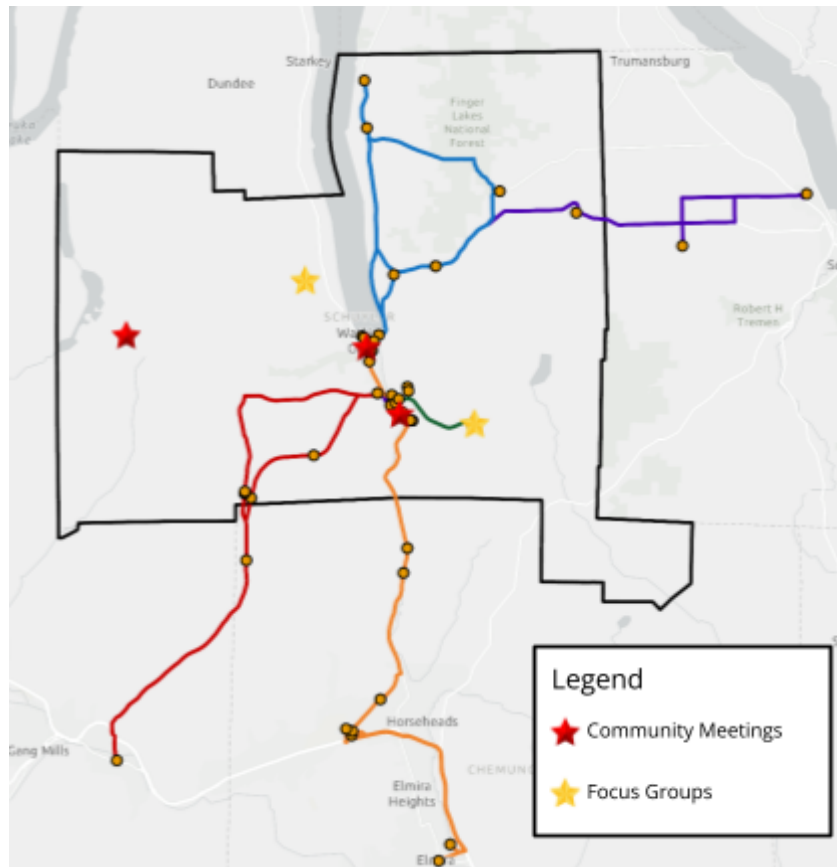 Starkey
Trumansburg
Dundee
Finger
Lakes
National
Forest
Robert H
Tremen
Gang Mills
Horseheads
CHEMUNG
Elmira
Heights
Legend
Community Meetings
Focus Groups